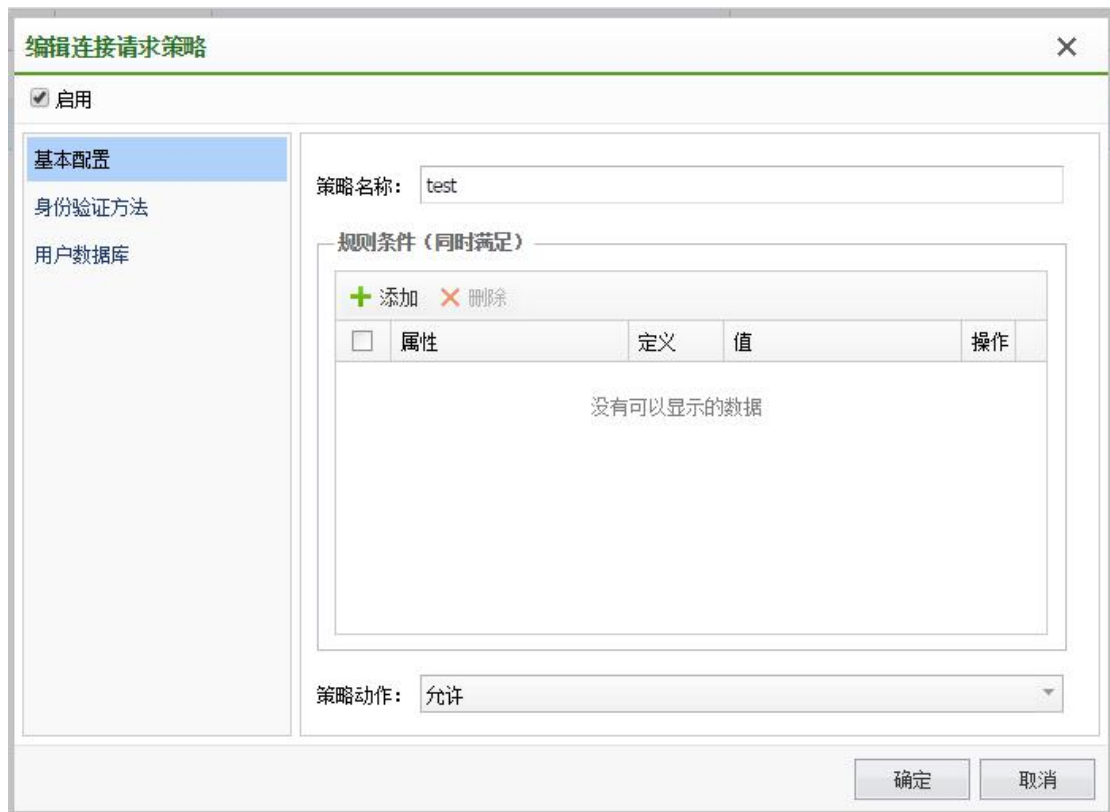 编辑连接请求策略
启用
基本配置
身份验证方法
用户数据库
策略名称： test
规则条件（同时满足）
添加 删除
属性 定义 值 操作
没有可以显示的数据
策略动作： 允许
确定 取消